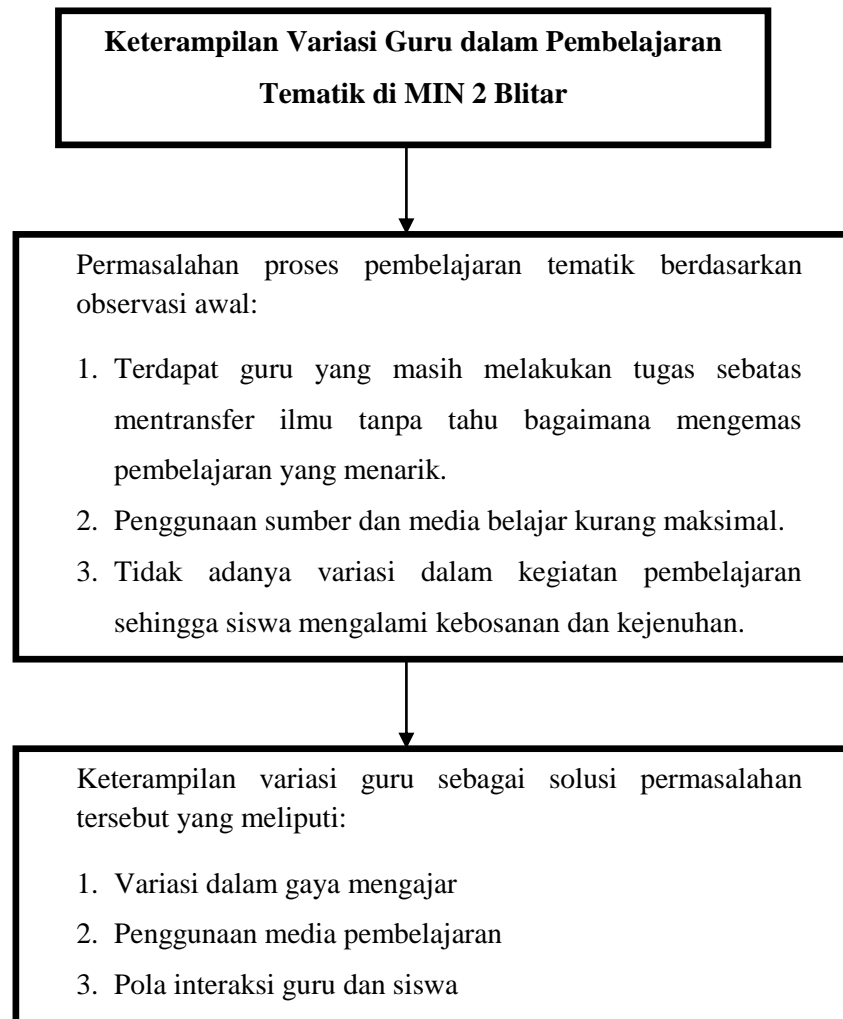 Keterampilan Variasi Guru dalam Pembelajaran
Tematik di MIN 2 Blitar
Permasalahan proses pembelajaran tematik berdasarkan
observasi awal:
1. Terdapat guru yang masih melakukan tugas sebatas
mentransfer ilmu tanpa tahu bagaimana mengemas
pembelajaran yang menarik.
2. Penggunaan sumber dan media belajar kurang maksimal.
3. Tidak adanya variasi dalam kegiatan pembelajaran
sehingga siswa mengalami kebosanan dan kejenuhan.
Keterampilan variasi guru sebagai solusi permasalahan
tersebut yang meliputi:
1. Variasi dalam gaya mengajar
2. Penggunaan media pembelajaran
3. Pola interaksi guru dan siswa